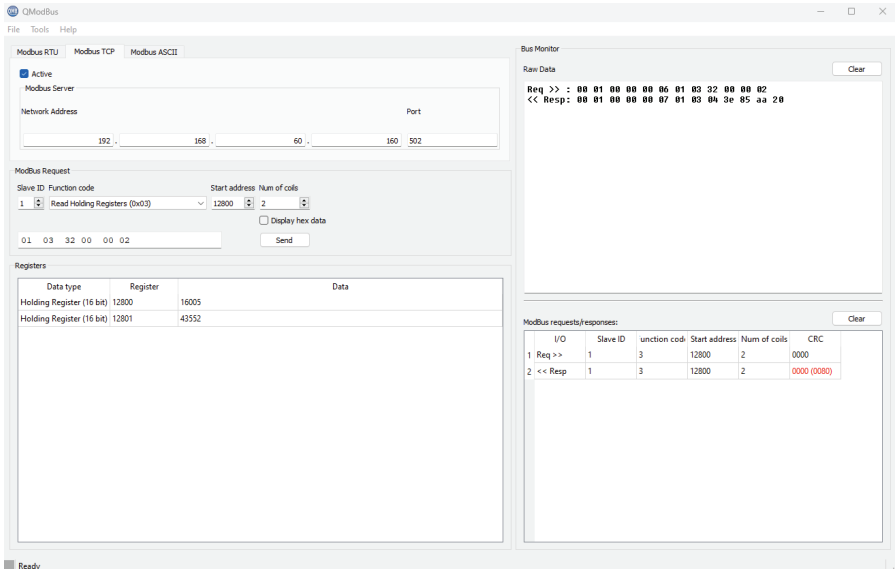 QModBus
File Tools Help
Modbus RTU Modbus TCP Modbus ASCII
Active
Modbus Server
Network Address Port
192 . 168 . 60 . 160 502
ModBus Request
Slave ID Function code Start address Num of coils
1 Read Holding Registers (0x03) 12800 2
Display hex data
01 03 32 00 00 02 Send
Registers
Data type Register Data
Holding Register (16 bit) 12800 16005
Holding Register (16 bit) 12801 43552
Bus Monitor
Raw Data Clear
Req >> : 00 01 00 00 00 06 01 03 32 00 00 02
<< Resp: 00 01 00 00 00 07 01 03 04 3e 85 aa 20
ModBus requests/responses: Clear
I/O Slave ID unction code Start address Num of coils CRC
1 Req >> 1 3 12800 2 0000
2 << Resp 1 3 12800 2 0000 (0080)
Ready